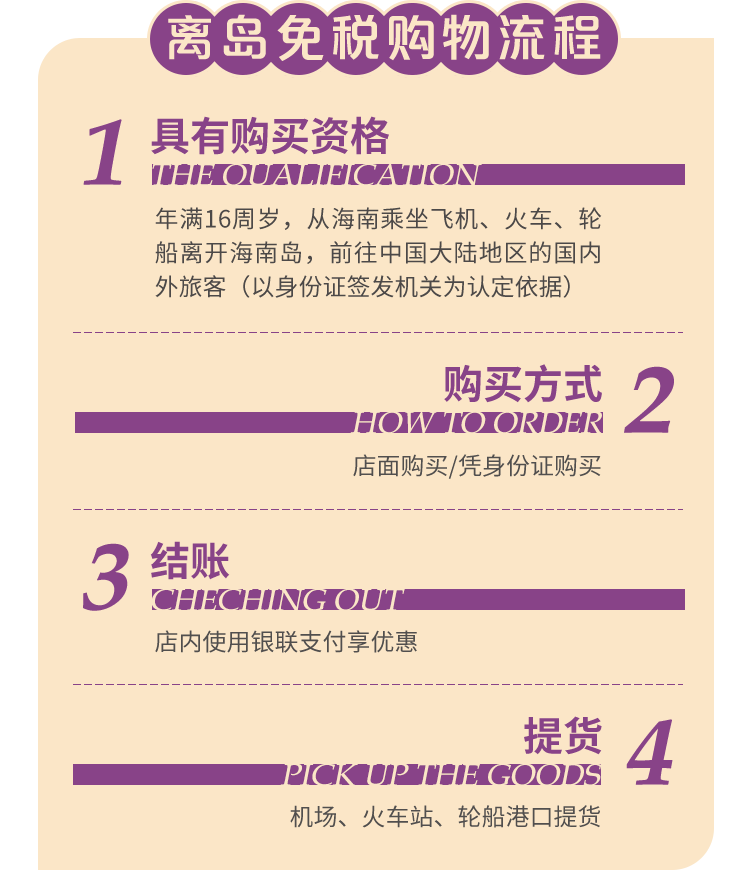 离岛免税购物流程
1
具有购买资格
THE QUALIFICATION
年满16周岁，从海南乘坐飞机、火车、轮
船离开海南岛，前往中国大陆地区的国内
外旅客（以身份证签发机关为认定依据）
购买方式
2
HOW TO ORDER
店面购买/凭身份证购买
3
结账
CHECHING OUT
店内使用银联支付享优惠
提货
4
PICK UP THE GOODS
机场、火车站、轮船港口提货